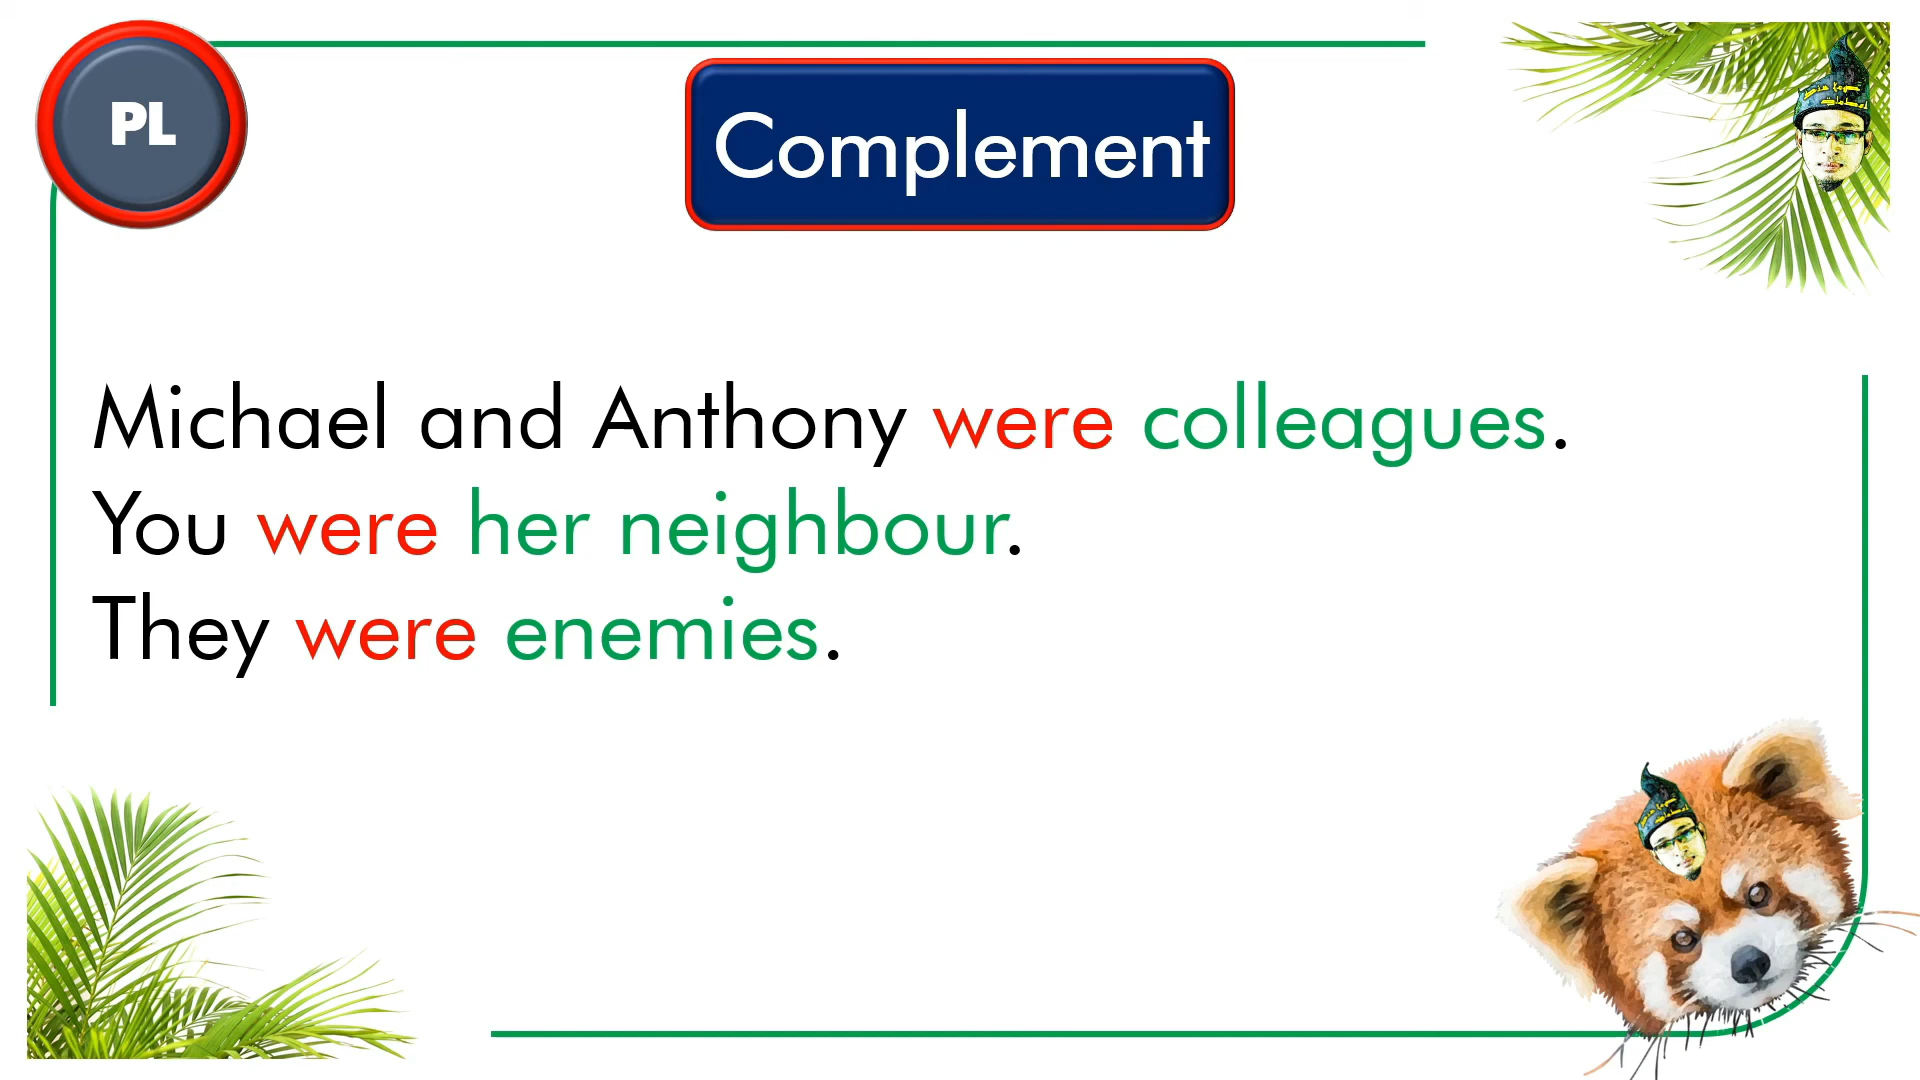 PL
Complement
Michael and Anthony were colleagues.
You were her neighbour.
They were enemies.